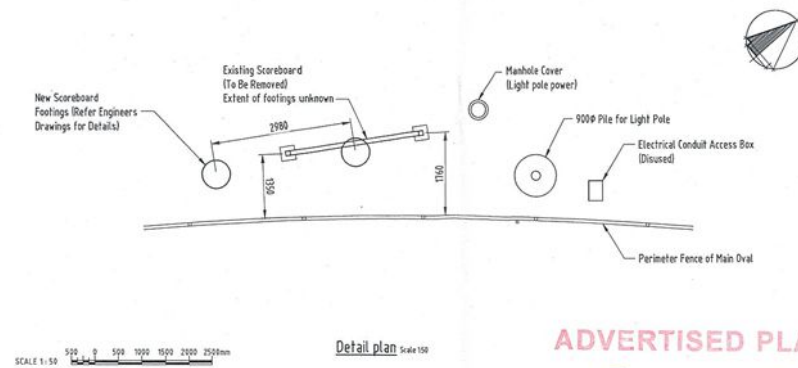 New Scoreboard
Footings (Refer Engineers
Drawings for Details)
Existing Scoreboard
(To Be Removed)
Extent of footings unknown
Manhole Cover
(Light pole power)
900Φ Pile for Light Pole
Electrical Conduit Access Box
(Disused)
2980
1350
1760
Perimeter Fence of Main Oval
SCALE 1:50
500 0 500 1000 1500 2000 2500mm
Detail plan Scale 1:50
ADVERTISED PLA